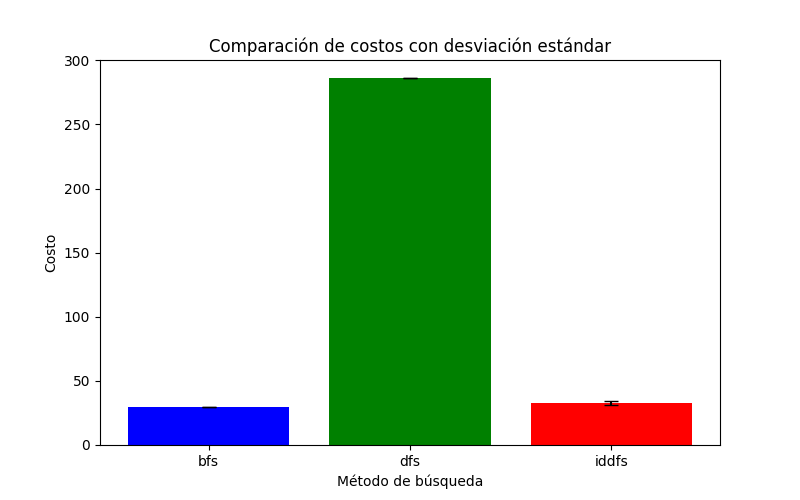 Comparación de costos con desviación estándar
300
250
200
150
100
50
0
Costo
bfs
dfs
iddfs
Método de búsqueda